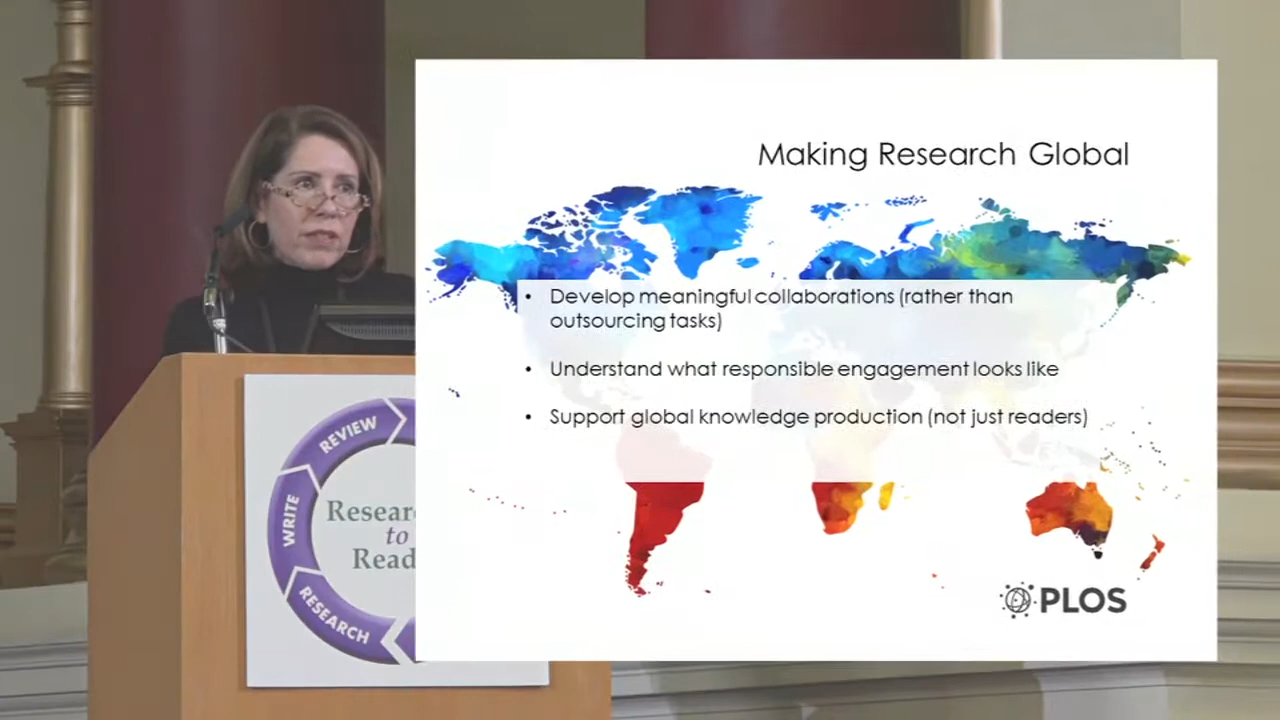 Making Research Global
• Develop meaningful collaborations (rather than
outsourcing tasks)
• Understand what responsible engagement looks like
• Support global knowledge production (not just readers)
PLOS
REVIEW
WRITE
RESEARCH
to